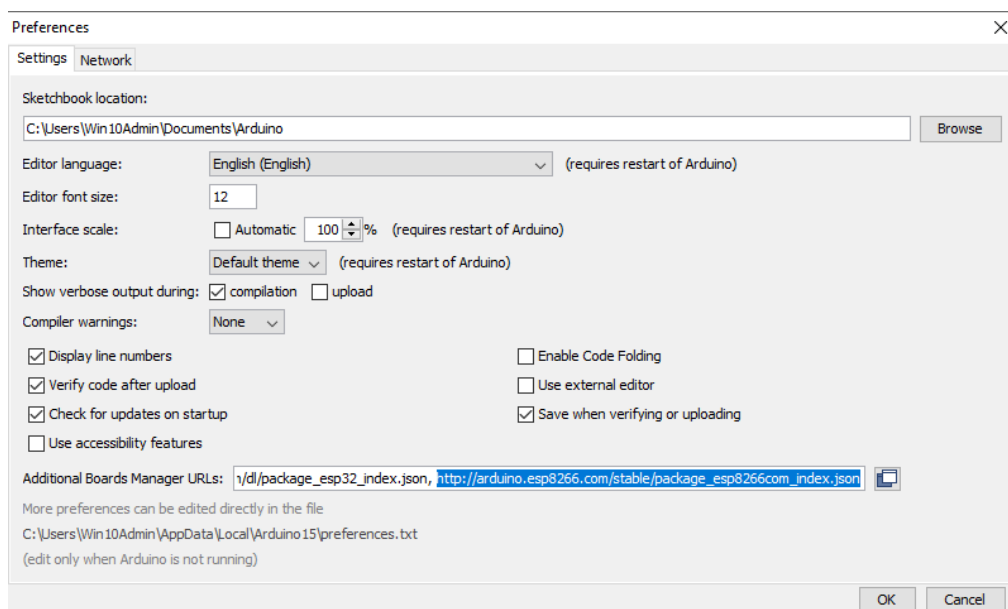 Preferences
Settings Network
Sketchbook location:
C:\Users\Win10Admin\Documents\Arduino Browse
Editor language: English (English) (requires restart of Arduino)
Editor font size: 12
Interface scale: Automatic 100 % (requires restart of Arduino)
Theme: Default theme (requires restart of Arduino)
Show verbose output during: compilation upload
Compiler warnings: None
Display line numbers Enable Code Folding
Verify code after upload Use external editor
Check for updates on startup Save when verifying or uploading
Use accessibility features
Additional Boards Manager URLs: /dl/package_esp32_index.json, http://arduino.esp8266.com/stable/package_esp8266com_index.json
More preferences can be edited directly in the file
C:\Users\Win10Admin\AppData\Local\Arduino15\preferences.txt
(edit only when Arduino is not running)
OK Cancel